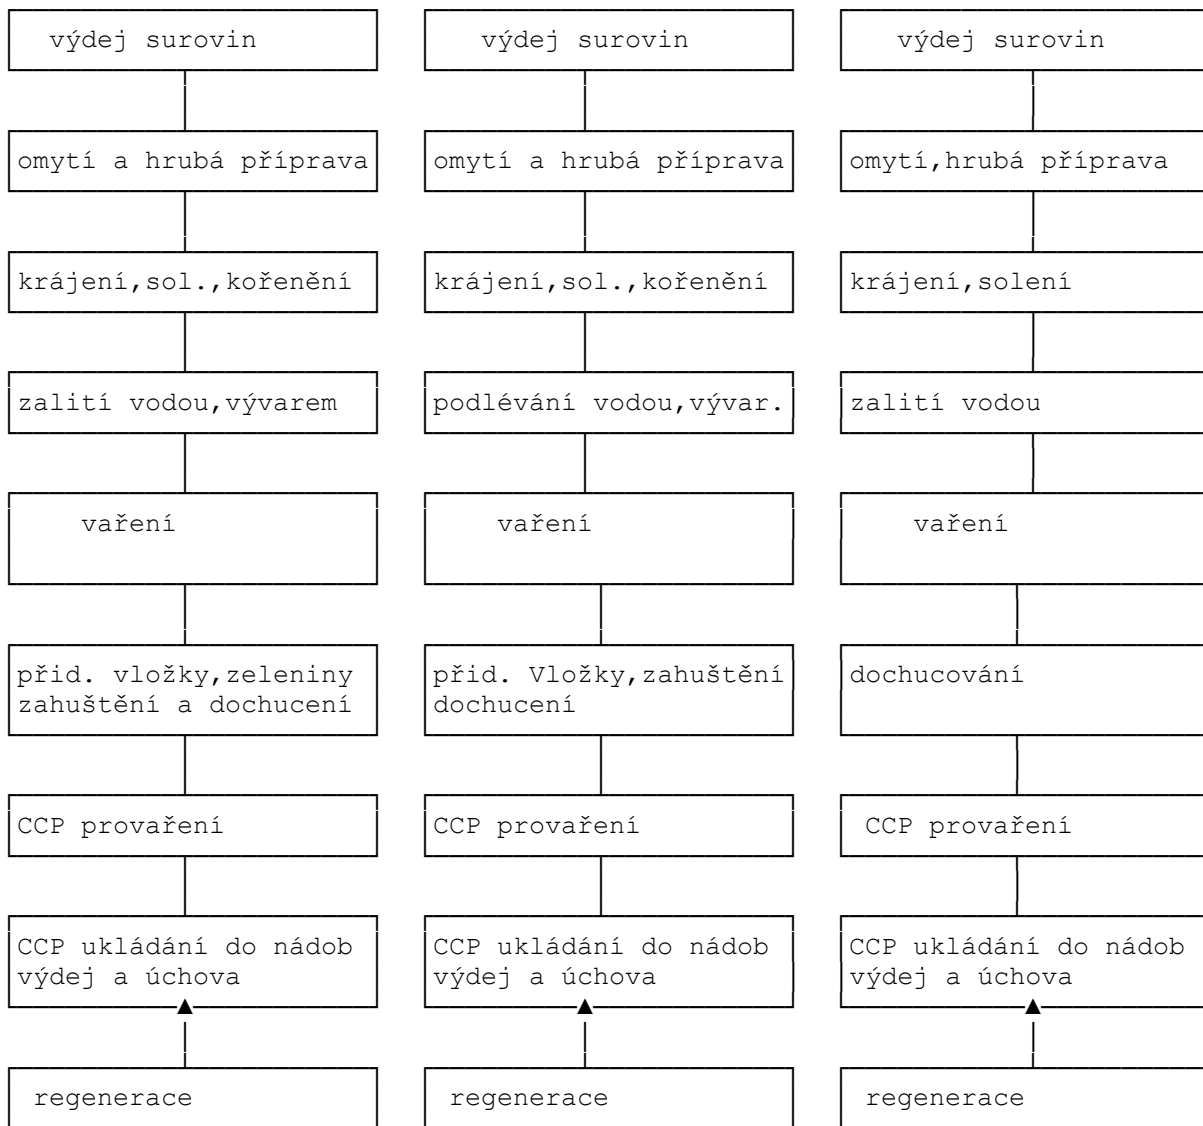 výdej surovin
omytí a hrubá příprava
krájení,sol.,kořenění
zalití vodou,vývarem
vaření
přid. vložky,zeleniny
zahuštění a dochucení
CCP provaření
CCP ukládání do nádob
výdej a úchova
regenerace
výdej surovin
omytí a hrubá příprava
krájení,sol.,kořenění
podlévání vodou,vývar.
vaření
přid. Vložky,zahuštění
dochucení
CCP provaření
CCP ukládání do nádob
výdej a úchova
regenerace
výdej surovin
omytí,hrubá příprava
krájení,solení
zalití vodou
vaření
dochucování
CCP provaření
CCP ukládání do nádob
výdej a úchova
regenerace